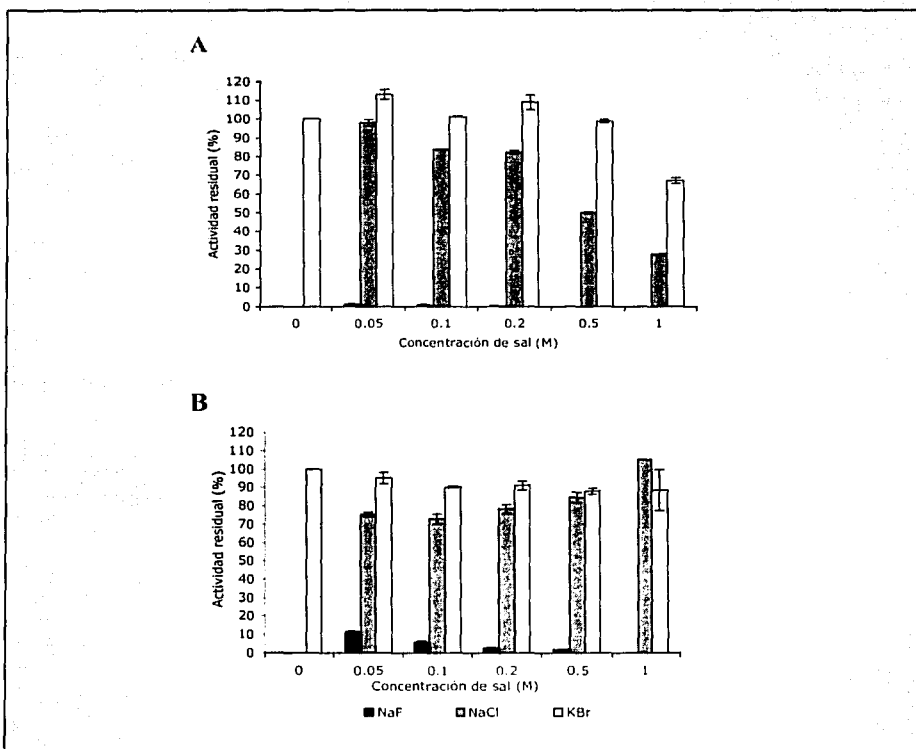 A
Actividad residual (%)
120
110
100
90
80
70
60
50
40
30
20
10
0
0 0.05 0.1 0.2 0.5 1
Concentración de sal (M)
B
Actividad residual (%)
120
110
100
90
80
70
60
50
40
30
20
10
0
0 0.05 0.1 0.2 0.5 1
Concentración de sal (M)
NaF NaCl KBr